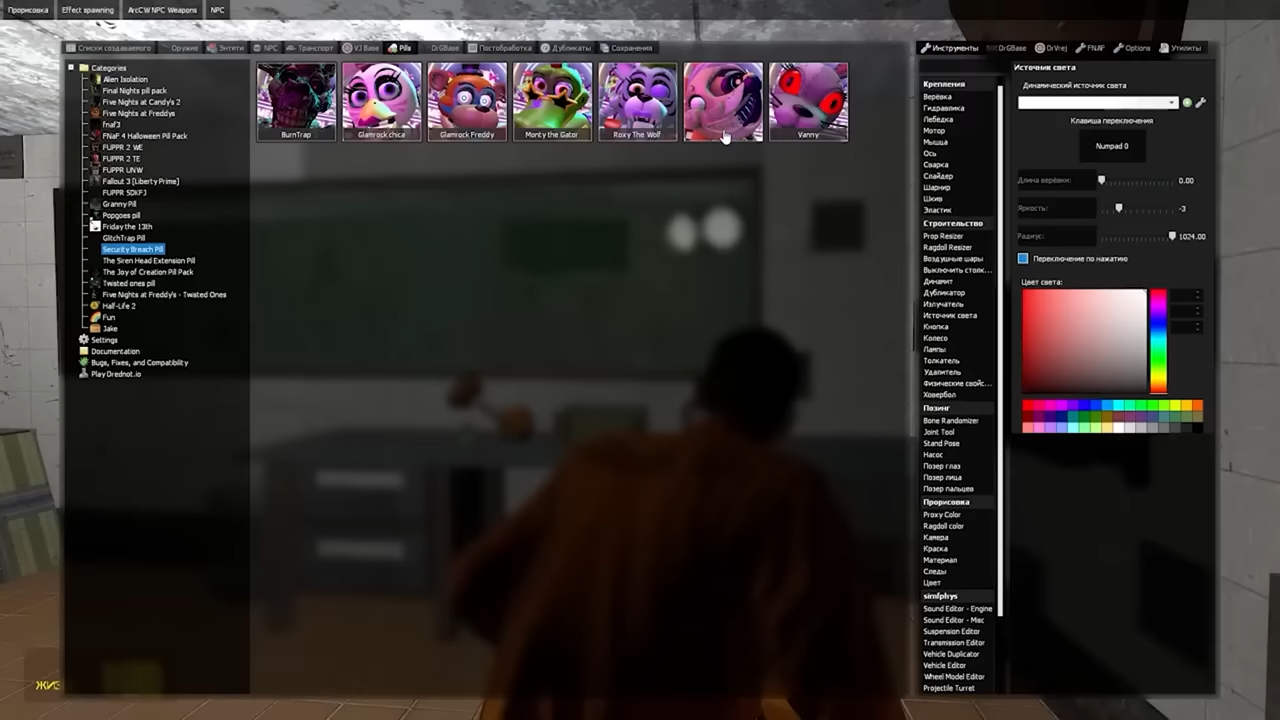 Прорисовка
Effect spawning
ArcCW NPC Weapons
NPC
Списки создаваемого
Оружие
Энтити
NPC
Транспорт
VJ Base
Pills
DrGBase
Постобработка
Дубликаты
Сохранения
Categories
Alien Isolation
Final Nights pill pack
Five Nights at Candy's 2
Five Nights at Freddys
fnaf3
FNAF 4 Halloween Pill Pack
FUPPR 2 WE
FUPPR 2 TE
FUPPR UNW
Fallout 3 [Liberty Prime]
FUPPR SDKFJ
Granny Pill
Popgoes pill
Friday the 13th
GlitchTrap Pill
Security Breach Pill
The Siren Head Extension Pill
The Joy of Creation Pill Pack
Twisted ones pill
Five Nights at Freddy's - Twisted Ones
Half-Life 2
Fun
Jake
Settings
Documentation
Bugs, Fixes, and Compatibility
Play Drednot.io
BurnTrap
Glamrock chica
Glamrock Freddy
Monty the Gator
Roxy The Wolf
Vanny
Инструменты
DrGBase
DrVrej
FNAF
Options
Утилиты
Крепления
Верёвка
Гидравлика
Лебедка
Мотор
Мышца
Ось
Сварка
Слайдер
Шарнир
Шкив
Эластик
Строительство
Prop Resizer
Ragdoll Resizer
Воздушные шары
Выключить столк...
Динамит
Дубликатор
Излучатель
Источник света
Кнопка
Колесо
Лампы
Толкатель
Удалитель
Физические свойс...
Ховербол
Позинг
Bone Randomizer
Joint Tool
Stand Pose
Насос
Позер глаз
Позер лица
Позер пальцев
Прорисовка
Proxy Color
Ragdoll color
Камера
Краска
Материал
Следы
Цвет
simfphys
Sound Editor - Engine
Sound Editor - Misc
Suspension Editor
Transmission Editor
Vehicle Duplicator
Vehicle Editor
Wheel Model Editor
Projectile Turret
Источник света
Динамический источник света
Клавиша переключения
Numpad 0
Длина верёвки:
0.00
Яркость:
-3
Радиус:
1024.00
Переключение по нажатию
Цвет света: